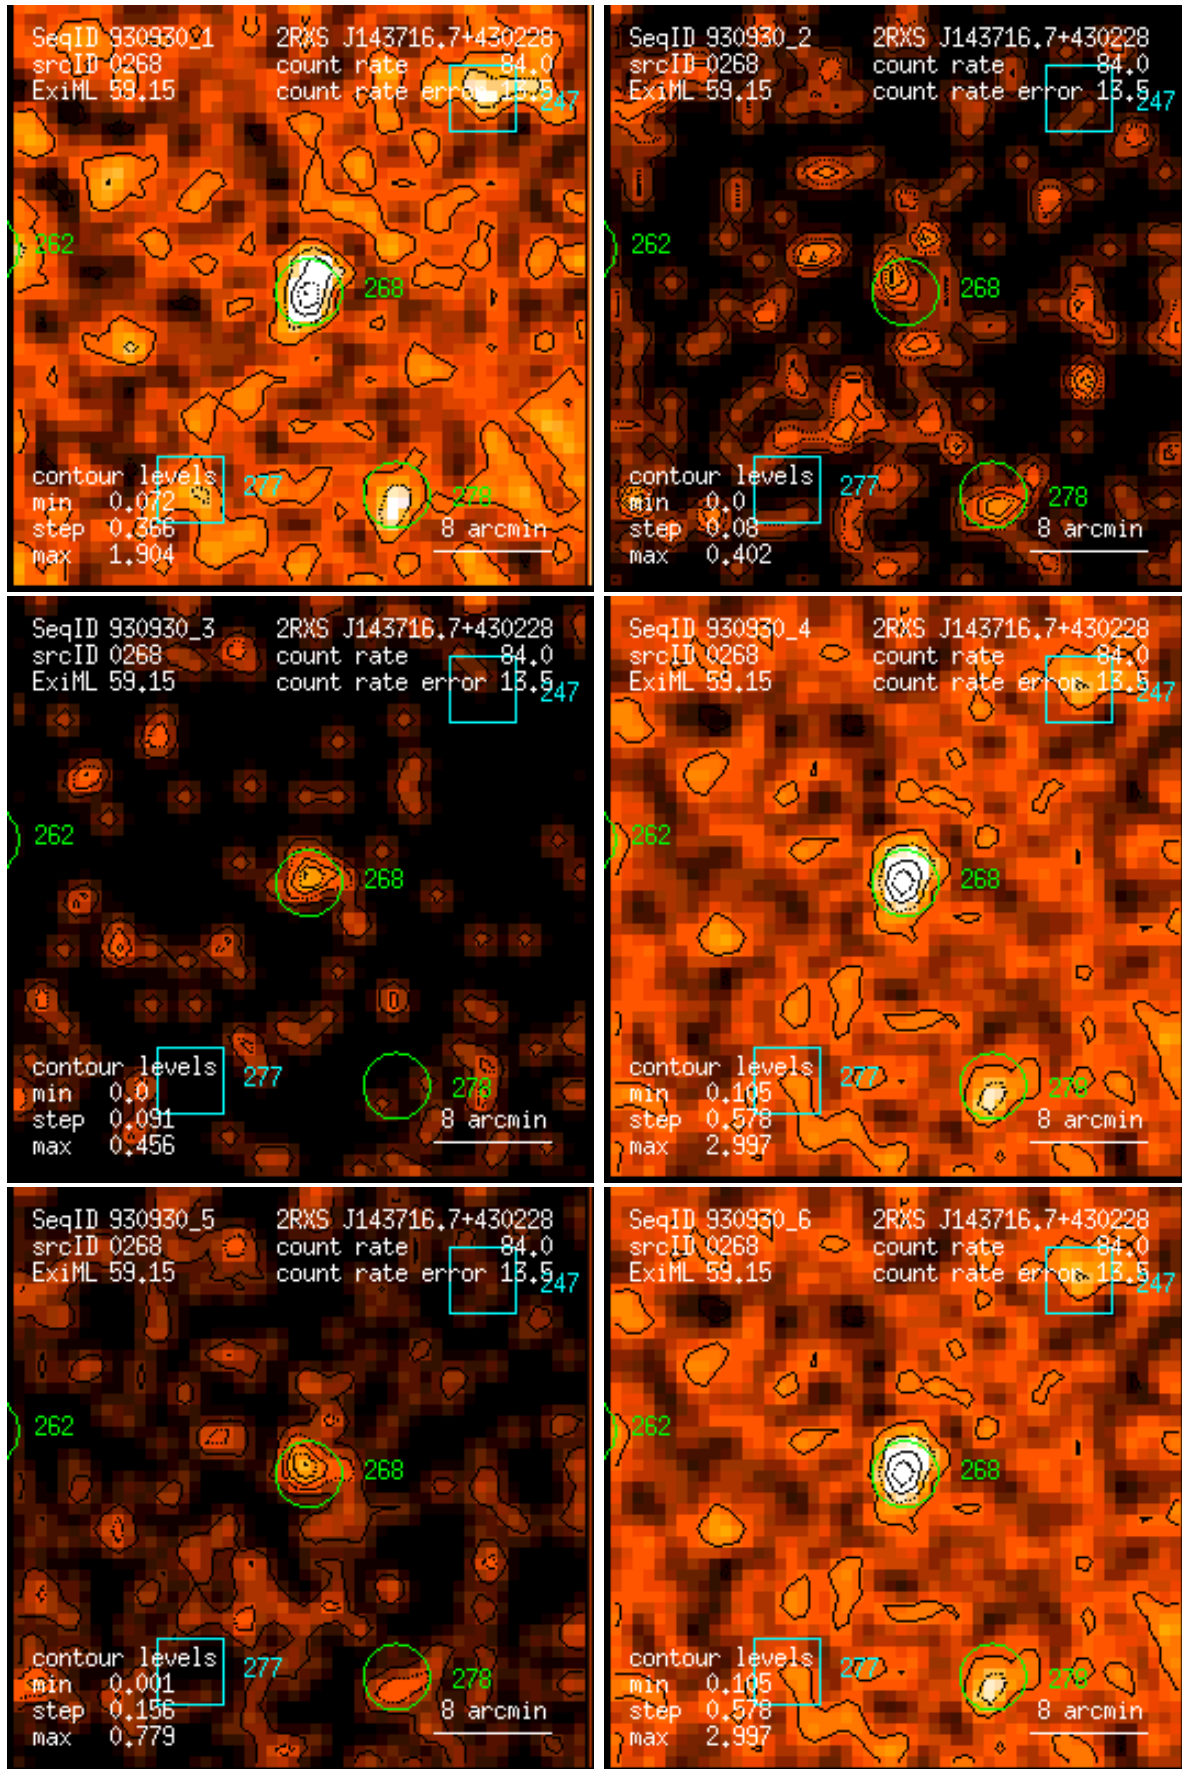 SeqID 930930_1 2RXS J143716.7+430228
srcID 0268 count rate 84.0
ExiML 59.15 count rate error 13.5
247
262
268
contour levels 277 278
min 0.072
step 0.366 8 arcmin
max 1.904
SeqID 930930_2 2RXS J143716.7+430228
srcID 0268 count rate 84.0
ExiML 59.15 count rate error 13.5
247
262
268
contour levels 277 278
min 0.0
step 0.08 8 arcmin
max 0.402
SeqID 930930_3 2RXS J143716.7+430228
srcID 0268 count rate 84.0
ExiML 59.15 count rate error 13.5
247
262
268
contour levels 277 278
min 0.0
step 0.091 8 arcmin
max 0.456
SeqID 930930_4 2RXS J143716.7+430228
srcID 0268 count rate 84.0
ExiML 59.15 count rate error 13.5
247
262
268
contour levels 277 278
min 0.105
step 0.578 8 arcmin
max 2.997
SeqID 930930_5 2RXS J143716.7+430228
srcID 0268 count rate 84.0
ExiML 59.15 count rate error 13.5
247
262
268
contour levels 277 278
min 0.001
step 0.156 8 arcmin
max 0.779
SeqID 930930_6 2RXS J143716.7+430228
srcID 0268 count rate 84.0
ExiML 59.15 count rate error 13.5
247
262
268
contour levels 277 278
min 0.105
step 0.578 8 arcmin
max 2.997